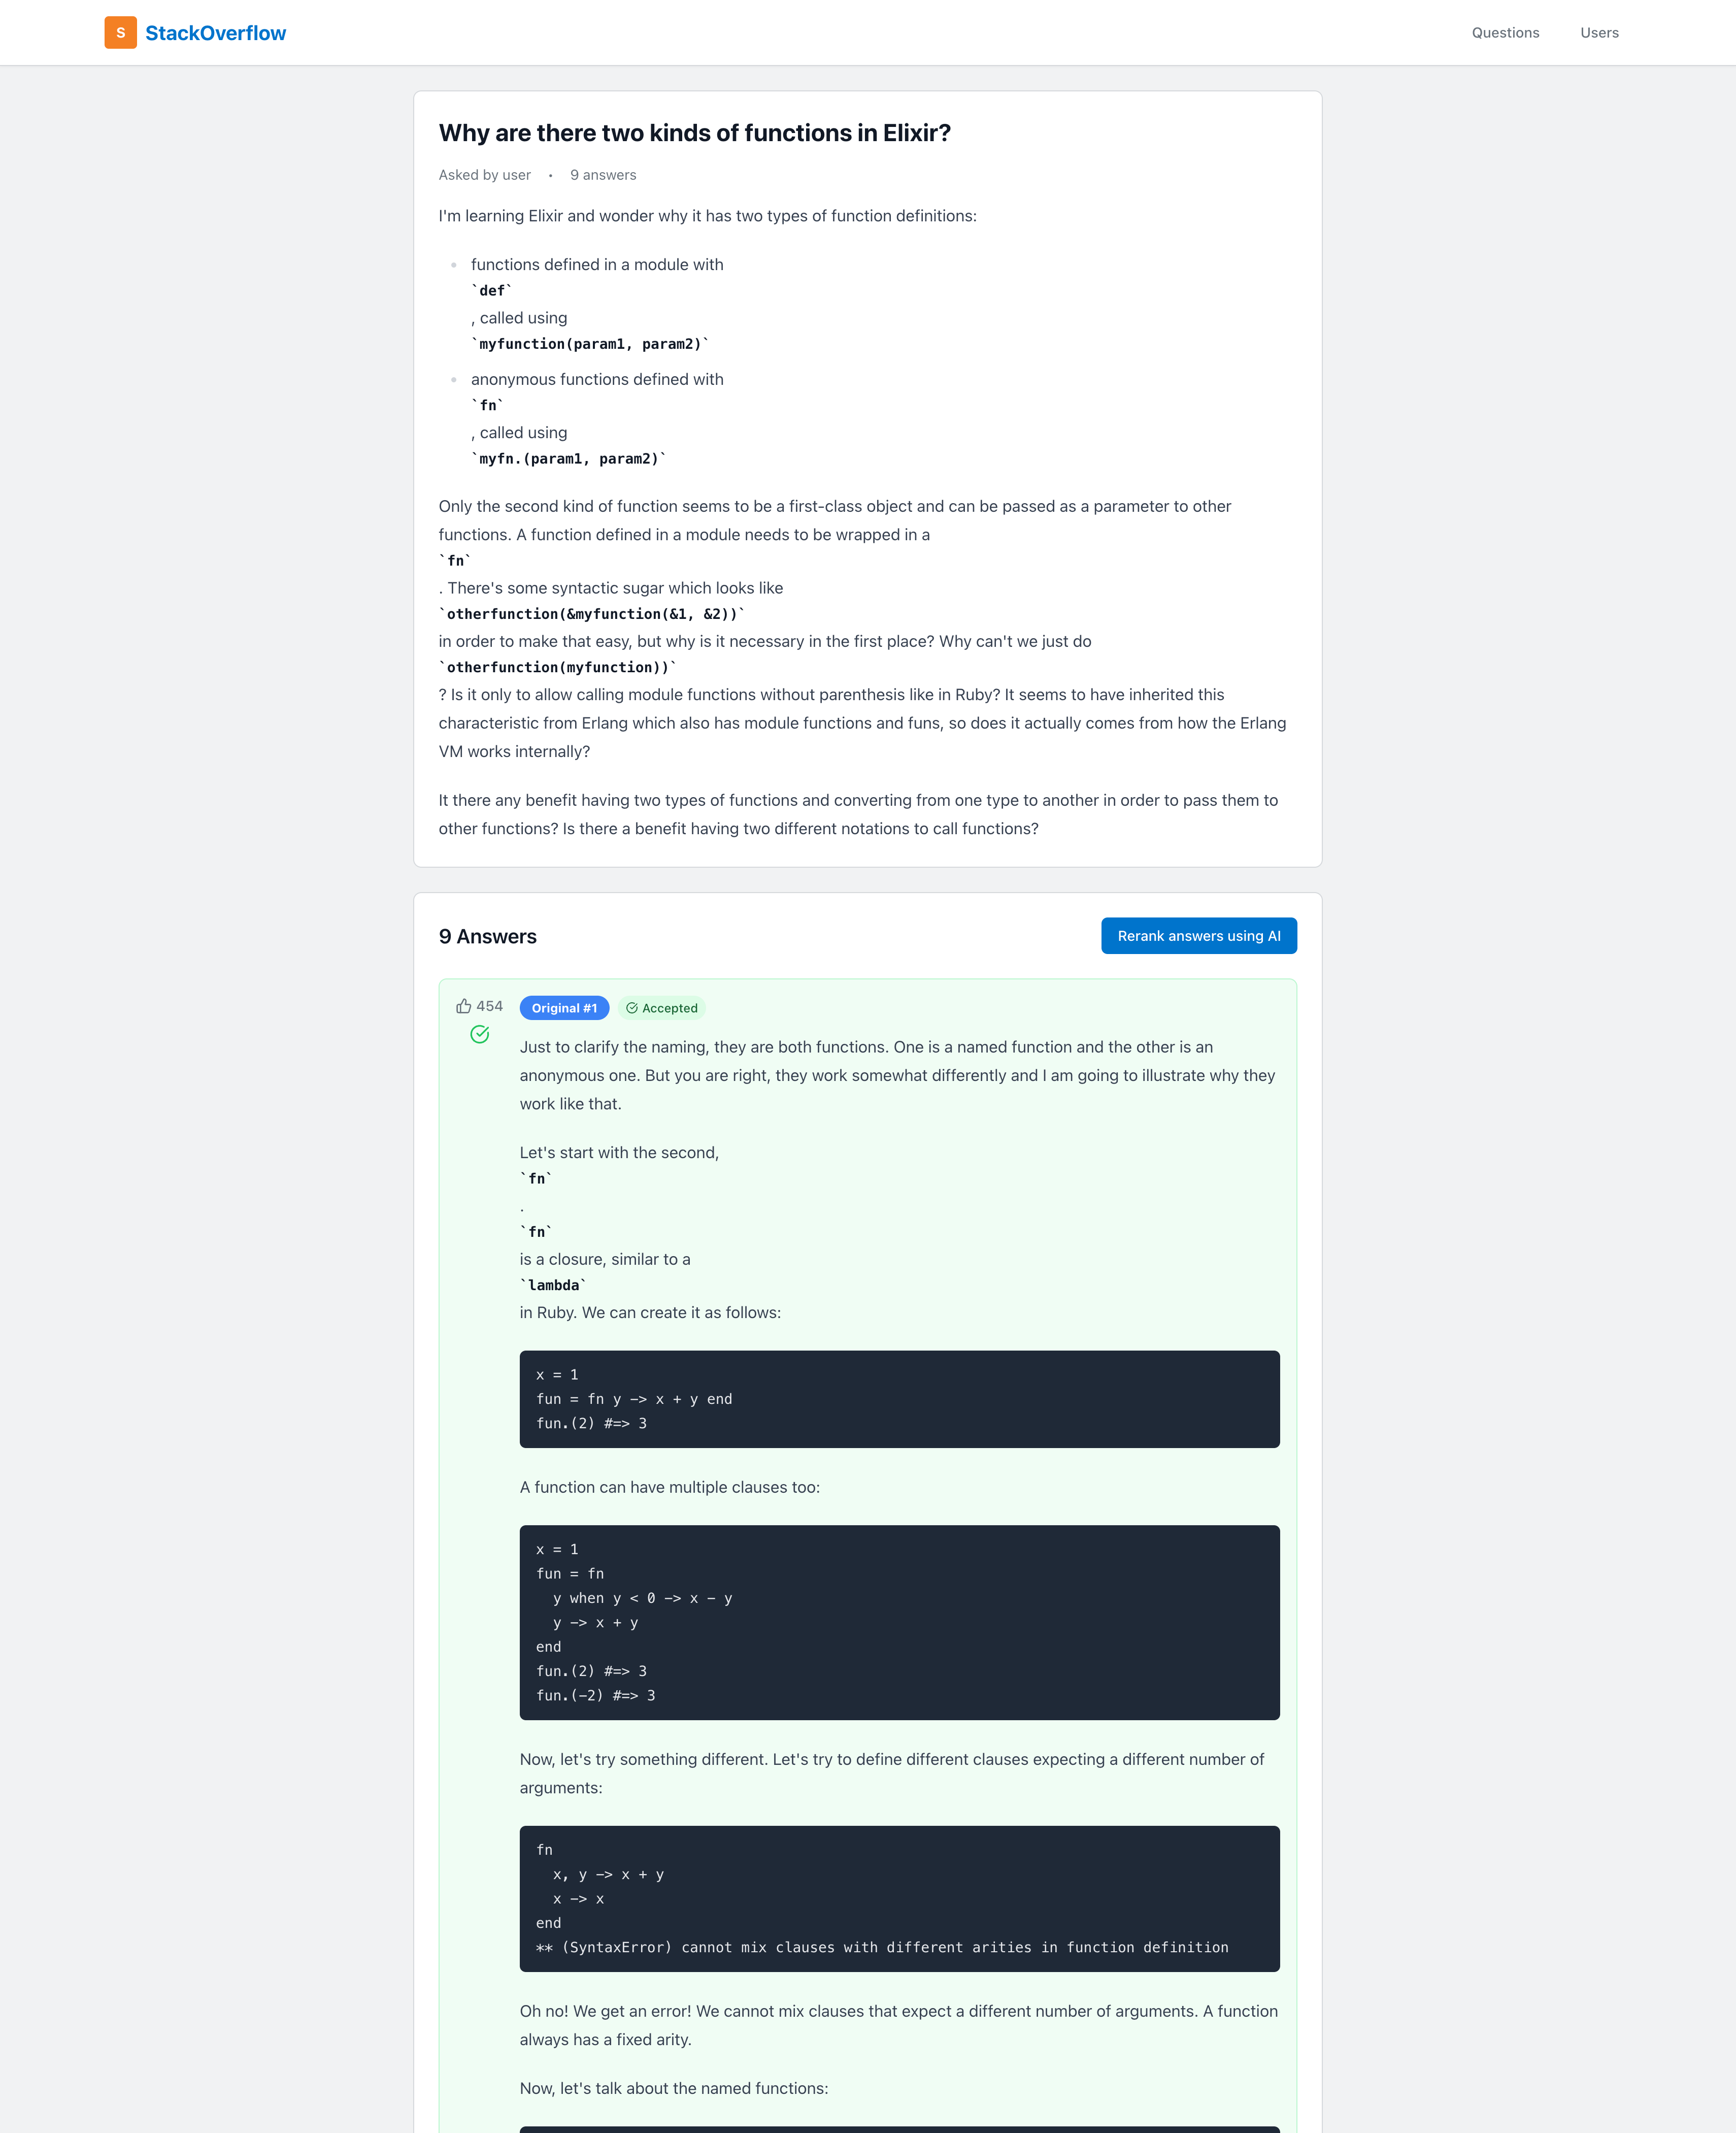 S StackOverflow
Questions Users
Why are there two kinds of functions in Elixir?
Asked by user • 9 answers
I'm learning Elixir and wonder why it has two types of function definitions:
functions defined in a module with
`def`
, called using
`myfunction(param1, param2)`
anonymous functions defined with
`fn`
, called using
`myfn.(param1, param2)`
Only the second kind of function seems to be a first-class object and can be passed as a parameter to other
functions. A function defined in a module needs to be wrapped in a
`fn`
. There's some syntactic sugar which looks like
`otherfunction(&myfunction(&1, &2))`
in order to make that easy, but why is it necessary in the first place? Why can't we just do
`otherfunction(myfunction))`
? Is it only to allow calling module functions without parenthesis like in Ruby? It seems to have inherited this
characteristic from Erlang which also has module functions and funs, so does it actually comes from how the Erlang
VM works internally?
It there any benefit having two types of functions and converting from one type to another in order to pass them to
other functions? Is there a benefit having two different notations to call functions?
9 Answers
Rerank answers using AI
454
Original #1 Accepted
Just to clarify the naming, they are both functions. One is a named function and the other is an
anonymous one. But you are right, they work somewhat differently and I am going to illustrate why they
work like that.
Let's start with the second,
`fn`
.
`fn`
is a closure, similar to a
`lambda`
in Ruby. We can create it as follows:
x = 1
fun = fn y -> x + y end
fun.(2) #=> 3
A function can have multiple clauses too:
x = 1
fun = fn
  y when y < 0 -> x - y
  y -> x + y
end
fun.(2) #=> 3
fun.(-2) #=> 3
Now, let's try something different. Let's try to define different clauses expecting a different number of
arguments:
fn
  x, y -> x + y
  x -> x
end
** (SyntaxError) cannot mix clauses with different arities in function definition
Oh no! We get an error! We cannot mix clauses that expect a different number of arguments. A function
always has a fixed arity.
Now, let's talk about the named functions: